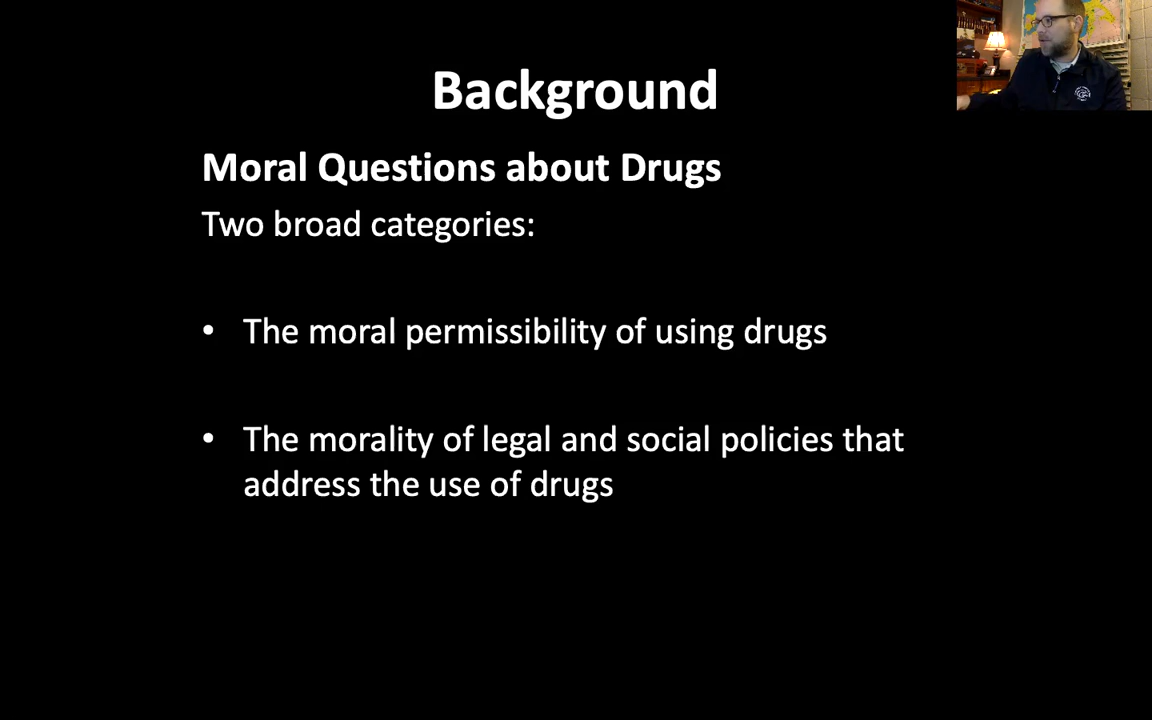 Background
Moral Questions about Drugs
Two broad categories:
• The moral permissibility of using drugs
• The morality of legal and social policies that
address the use of drugs